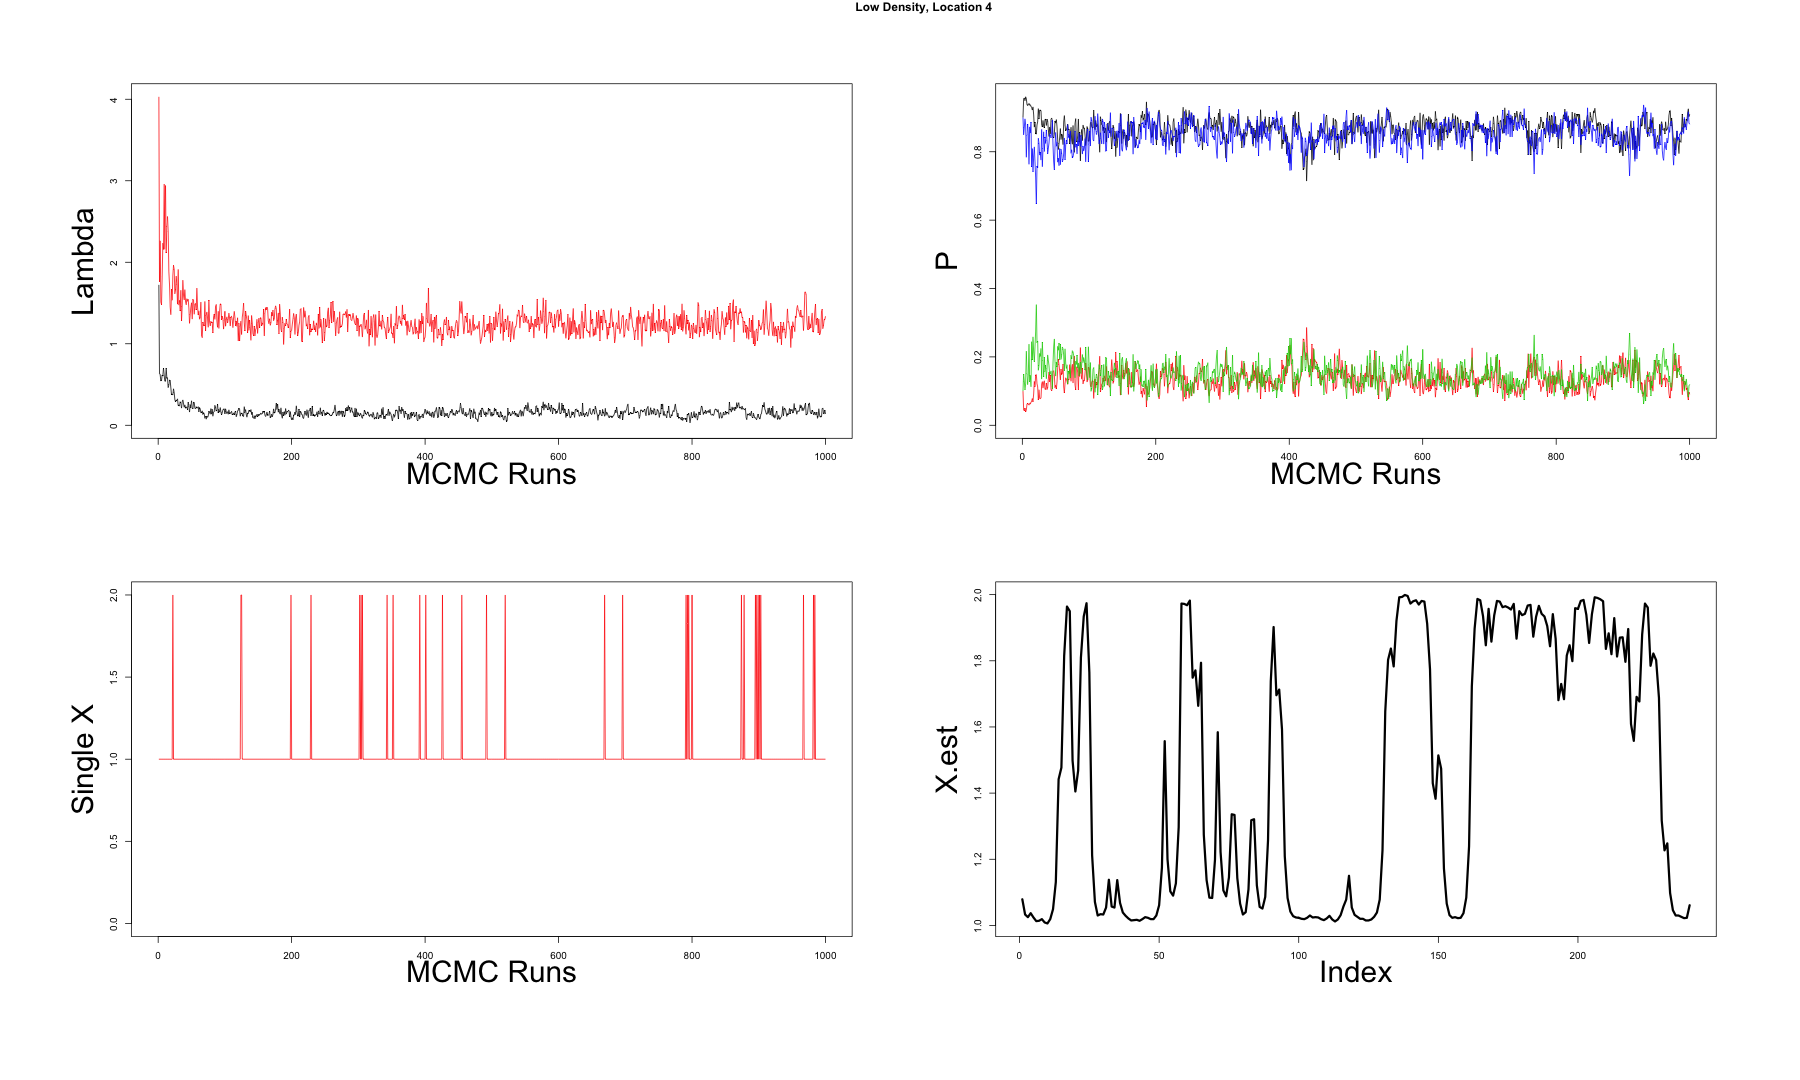 Low Density, Location 4
Lambda
0 1 2 3 4
0 200 400 600 800 1000
MCMC Runs
P
0.0 0.2 0.4 0.6 0.8
0 200 400 600 800 1000
MCMC Runs
Single X
0.0 0.5 1.0 1.5 2.0
0 200 400 600 800 1000
MCMC Runs
X.est
1.0 1.2 1.4 1.6 1.8 2.0
0 50 100 150 200
Index